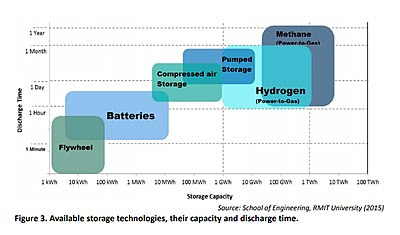 1 Year
1 Month
1 Day
1 Hour
1 Minute
Discharge Time
Methane
(Power-to-Gas)
Pumped
Storage
Compressed air
Storage
Hydrogen
(Power-to-Gas)
Batteries
Flywheel
1 kWh
10 kWh
100 kWh
1 MWh
10 MWh
100 MWh
1 GWh
10 GWh
100 GWh
1 TWh
10 TWh
100 TWh
Storage Capacity
Source: School of Engineering, RMIT University (2015)
Figure 3. Available storage technologies, their capacity and discharge time.